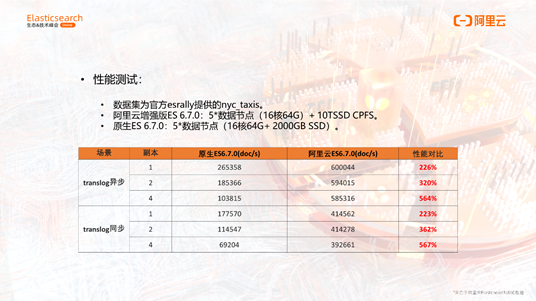 Elasticsearch
生态&技术峰会
阿里云
• 性能测试：
• 数据集为官方esrally提供的nyc_taxis。
• 阿里云增强版ES 6.7.0：5*数据节点（16核64G）+ 10TSSD CPFS。
• 原生ES 6.7.0：5*数据节点（16核64G+ 2000GB SSD）。
场景 副本 原生ES6.7.0(doc/s) 阿里云ES6.7.0(doc/s) 性能对比
translog异步 1 265358 600044 226%
2 185366 594015 320%
4 103815 585316 564%
translog同步 1 177570 414562 223%
2 114547 414278 362%
4 69204 392661 567%